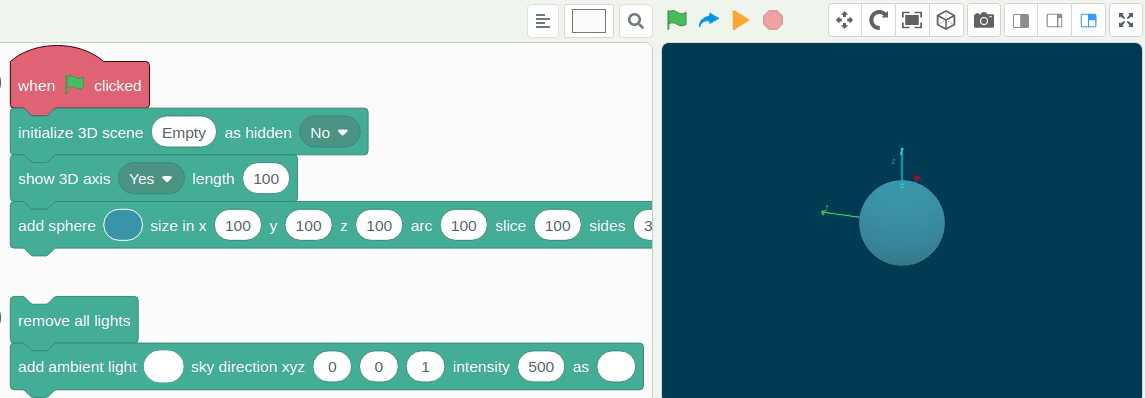 when clicked
initialize 3D scene Empty as hidden No
show 3D axis Yes length 100
add sphere size in x 100 y 100 z 100 arc 100 slice 100 sides 3
remove all lights
add ambient light sky direction xyz 0 0 1 intensity 500 as